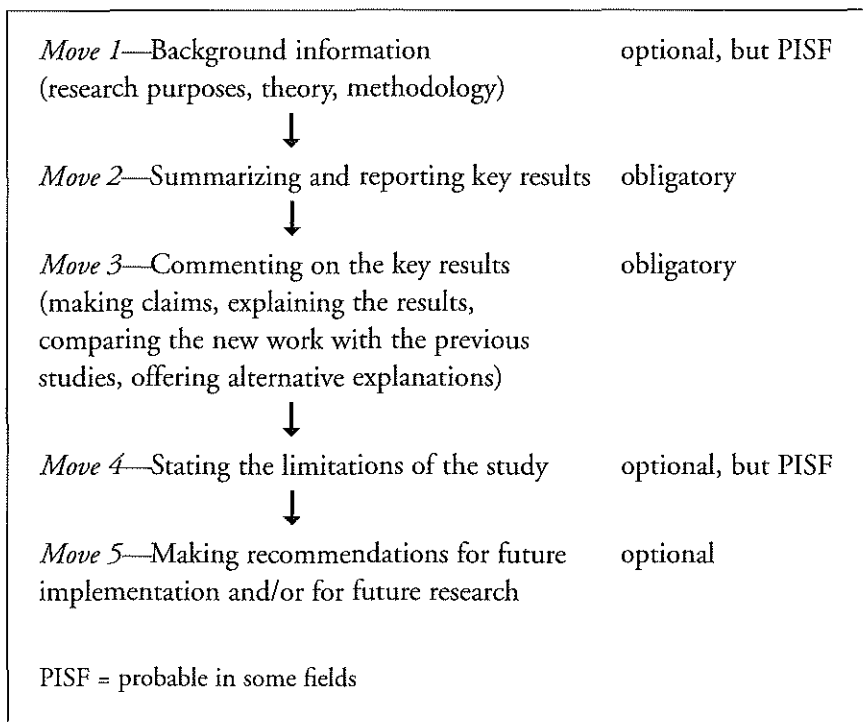 Move 1—Background information optional, but PISF
(research purposes, theory, methodology)
Move 2—Summarizing and reporting key results obligatory
Move 3—Commenting on the key results obligatory
(making claims, explaining the results,
comparing the new work with the previous
studies, offering alternative explanations)
Move 4—Stating the limitations of the study optional, but PISF
Move 5—Making recommendations for future optional
implementation and/or for future research
PISF = probable in some fields